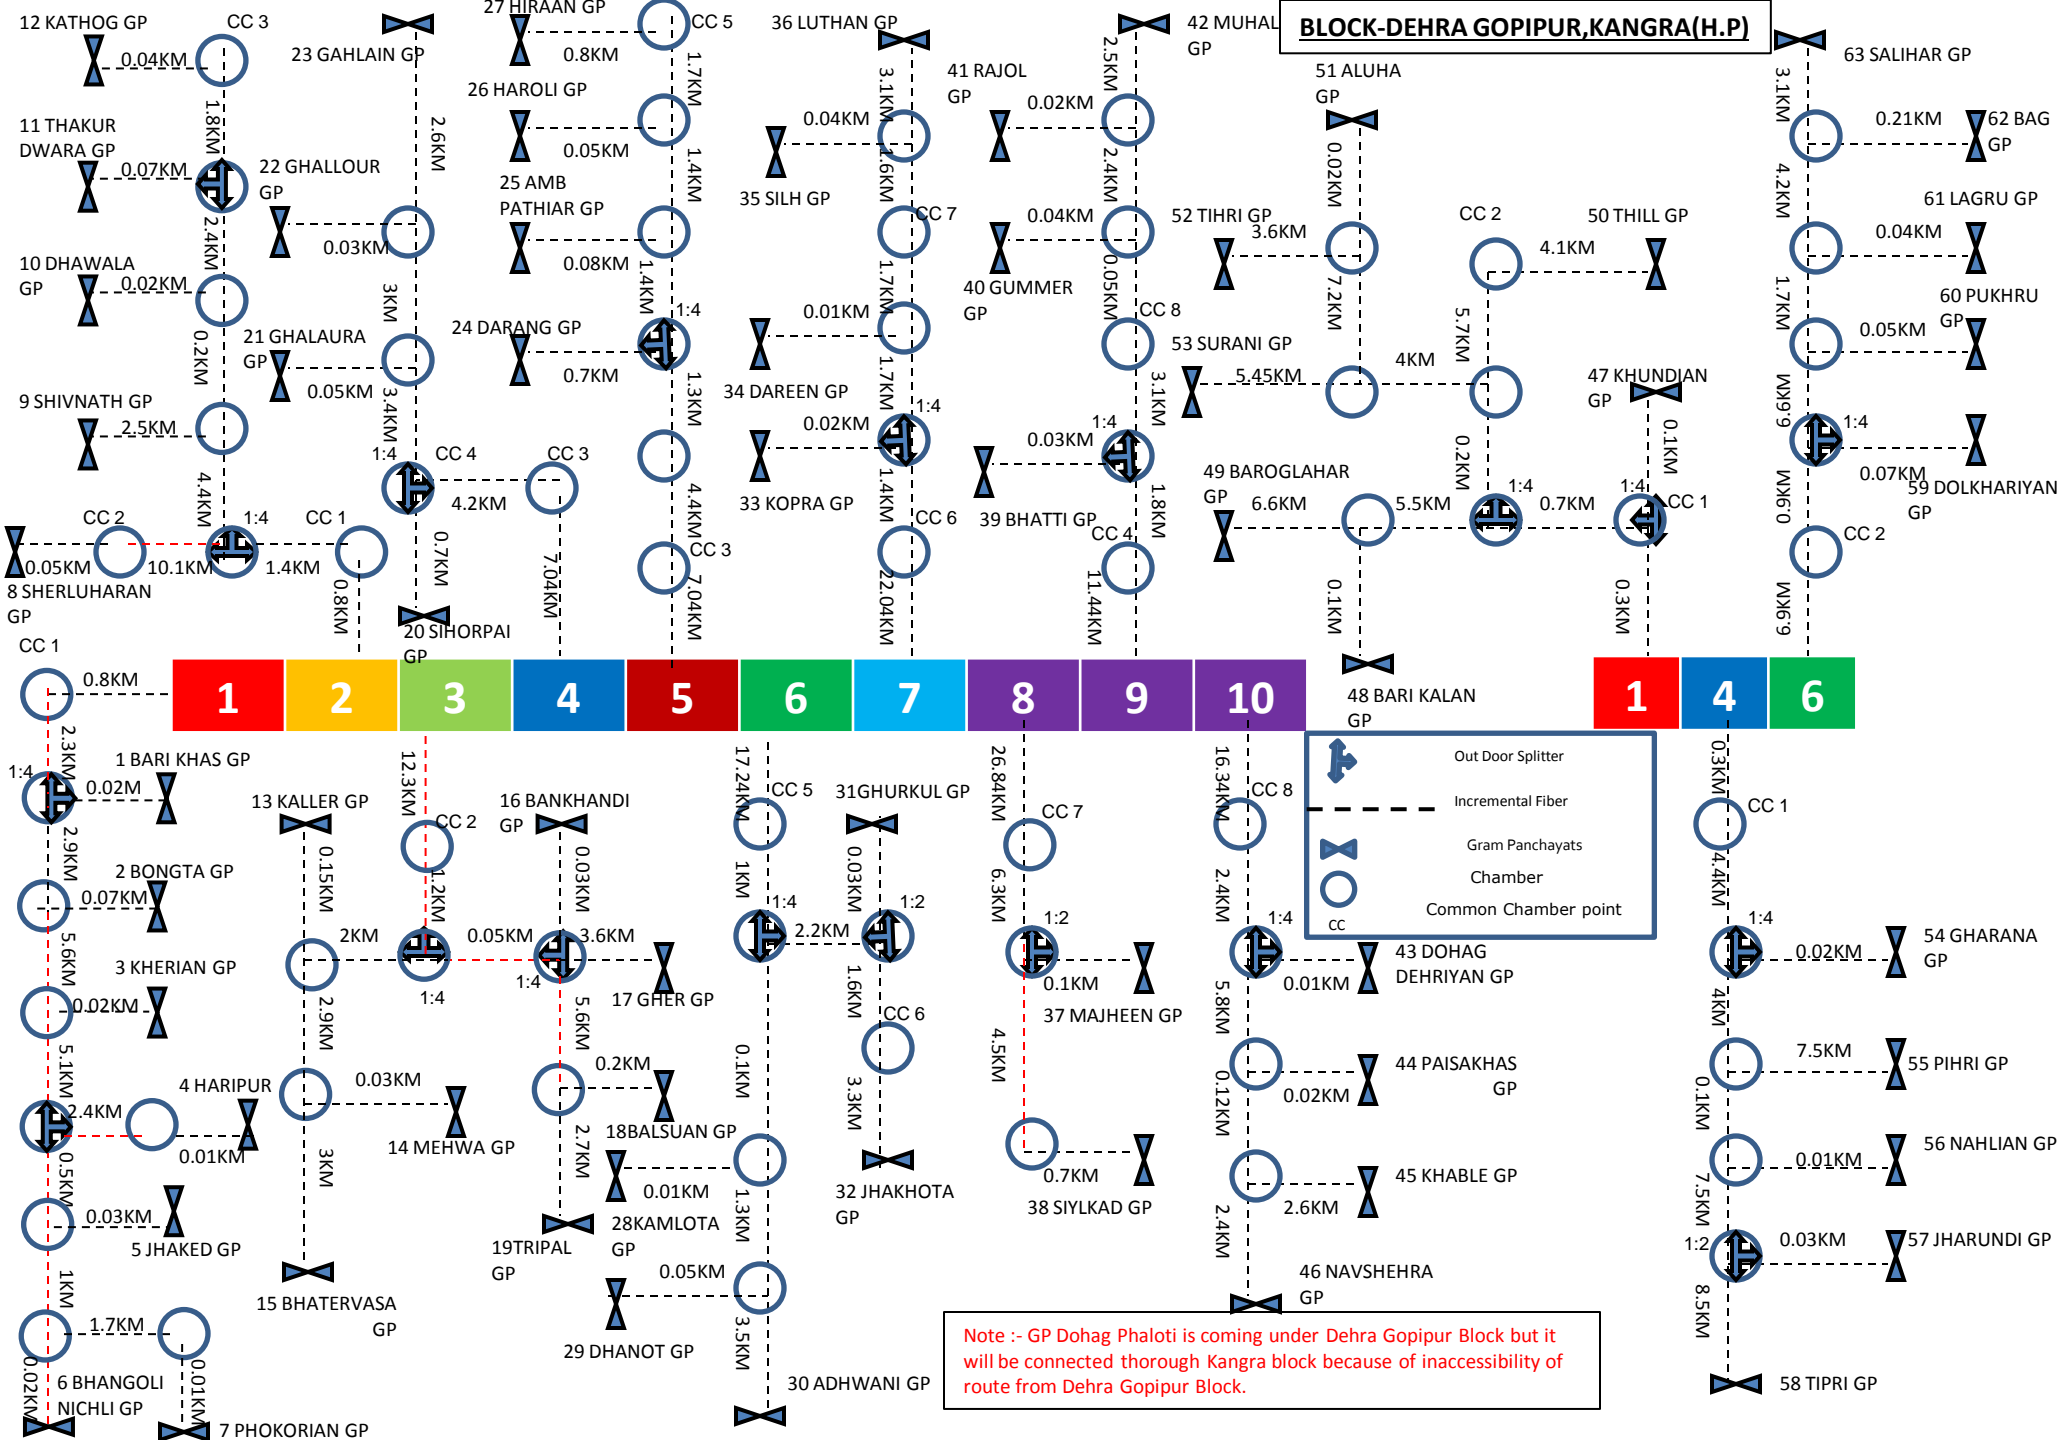 BLOCK-DEHRA GOPIPUR,KANGRA(H.P)
12 KATHOG GP
CC 3
0.04KM
1.8KM
11 THAKUR
DWARA GP
0.07KM
2.4KM
10 DHAWALA
GP
0.02KM
0.2KM
9 SHIVNATH GP
2.5KM
4.4KM
CC 2
1:4
CC 1
0.05KM
10.1KM
1.4KM
8 SHERLUHARAN
GP
0.8KM
23 GAHLAIN GP
2.6KM
22 GHALLOUR
GP
0.03KM
3KM
21 GHALAURA
GP
0.05KM
3.4KM
1:4
CC 4
CC 3
4.2KM
0.7KM
7.04KM
20 SIHORPAI
GP
27 HIRAAN GP
CC 5
0.8KM
1.7KM
26 HAROLI GP
0.05KM
1.4KM
25 AMB
PATHIAR GP
0.08KM
1.4KM
24 DARANG GP
1:4
0.7KM
1.3KM
4.4KM
CC 3
7.04KM
36 LUTHAN GP
3.1KM
0.04KM
1.6KM
35 SILH GP
CC 7
1.7KM
0.01KM
34 DAREEN GP
1.7KM
1:4
0.02KM
33 KOPRA GP
1.4KM
CC 6
22.04KM
42 MUHAL
GP
2.5KM
41 RAJOL
GP
0.02KM
2.4KM
0.04KM
40 GUMMER
GP
0.05KM
CC 8
3.1KM
1:4
0.03KM
39 BHATTI GP
1.8KM
CC 4
11.44KM
51 ALUHA
GP
0.02KM
52 TIHRI GP
3.6KM
7.2KM
CC 2
50 THILL GP
4.1KM
5.7KM
53 SURANI GP
5.45KM
4KM
47 KHUNDIAN
GP
0.1KM
0.2KM
49 BAROGLAHAR
GP
6.6KM
5.5KM
1:4
0.7KM
1:4
CC 1
0.1KM
0.3KM
48 BARI KALAN
GP
63 SALIHAR GP
3.1KM
0.21KM
62 BAG
GP
4.2KM
61 LAGRU GP
0.04KM
1.7KM
60 PUKHRU
GP
0.05KM
6.6KM
1:4
0.07KM
59 DOLKHARIYAN
GP
0.9KM
CC 2
6.9KM
1 2 3 4 5 6 7 8 9 10
1 4 6
CC 1
0.8KM
2.3KM
1:4
1 BARI KHAS GP
0.02M
2.9KM
2 BONGTA GP
0.07KM
5.6KM
3 KHERIAN GP
0.02KM
5.1KM
4 HARIPUR
2.4KM
0.01KM
0.5KM
0.03KM
5 JHAKED GP
1KM
1.7KM
0.02KM
6 BHANGOLI
NICHLI GP
0.01KM
7 PHOKORIAN GP
13 KALLER GP
0.15KM
2KM
2.9KM
0.03KM
14 MEHWA GP
3KM
15 BHATERVASA
GP
12.3KM
CC 2
1.2KM
1:4
0.05KM
16 BANKHANDI
GP
0.03KM
3.6KM
1:4
17 GHER GP
5.6KM
0.2KM
18BALSUAN GP
2.7KM
19TRIPAL
GP
17.24KM
CC 5
1KM
1:4
2.2KM
0.1KM
0.01KM
28KAMLOTA
GP
1.3KM
0.05KM
29 DHANOT GP
3.5KM
30 ADHWANI GP
31GHURKUL GP
0.03KM
1:2
1.6KM
CC 6
3.3KM
32 JHAKHOTA
GP
26.84KM
CC 7
6.3KM
1:2
0.1KM
37 MAJHEEN GP
4.5KM
0.7KM
38 SIYLKAD GP
16.34KM
CC 8
2.4KM
1:4
0.01KM
43 DOHAG
DEHRIYAN GP
5.8KM
44 PAISAKHAS
GP
0.02KM
0.12KM
45 KHABLE GP
2.6KM
2.4KM
46 NAVSHEHRA
GP
Out Door Splitter
Incremental Fiber
Gram Panchayats
Chamber
Common Chamber point
CC
0.3KM
CC 1
4.4KM
1:4
0.02KM
54 GHARANA
GP
4KM
7.5KM
55 PIHRI GP
0.1KM
0.01KM
56 NAHLIAN GP
7.5KM
1:2
0.03KM
57 JHARUNDI GP
8.5KM
58 TIPRI GP
Note :- GP Dohag Phaloti is coming under Dehra Gopipur Block but it
will be connected thorough Kangra block because of inaccessibility of
route from Dehra Gopipur Block.